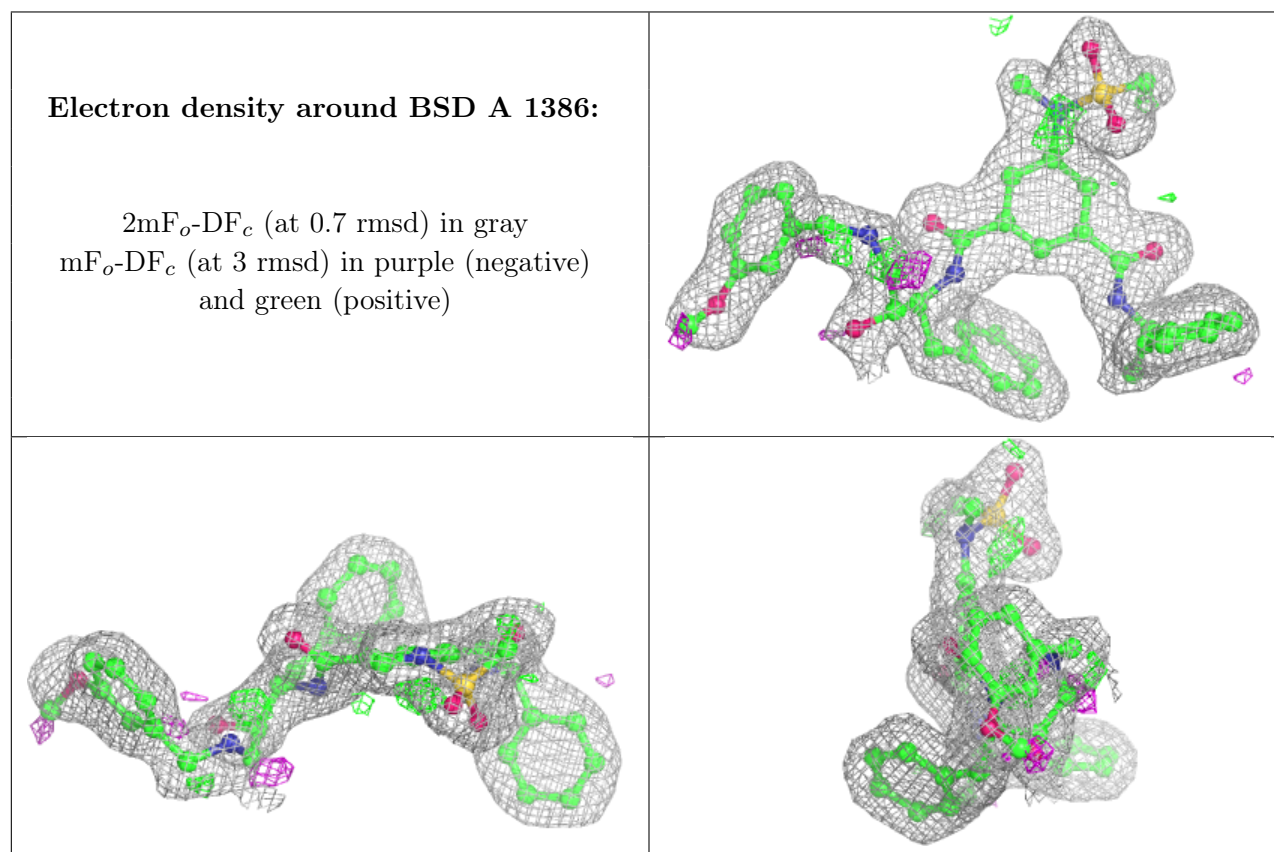 Electron density around BSD A 1386:
2mFo-DFc (at 0.7 rmsd) in gray
mFo-DFc (at 3 rmsd) in purple (negative)
and green (positive)